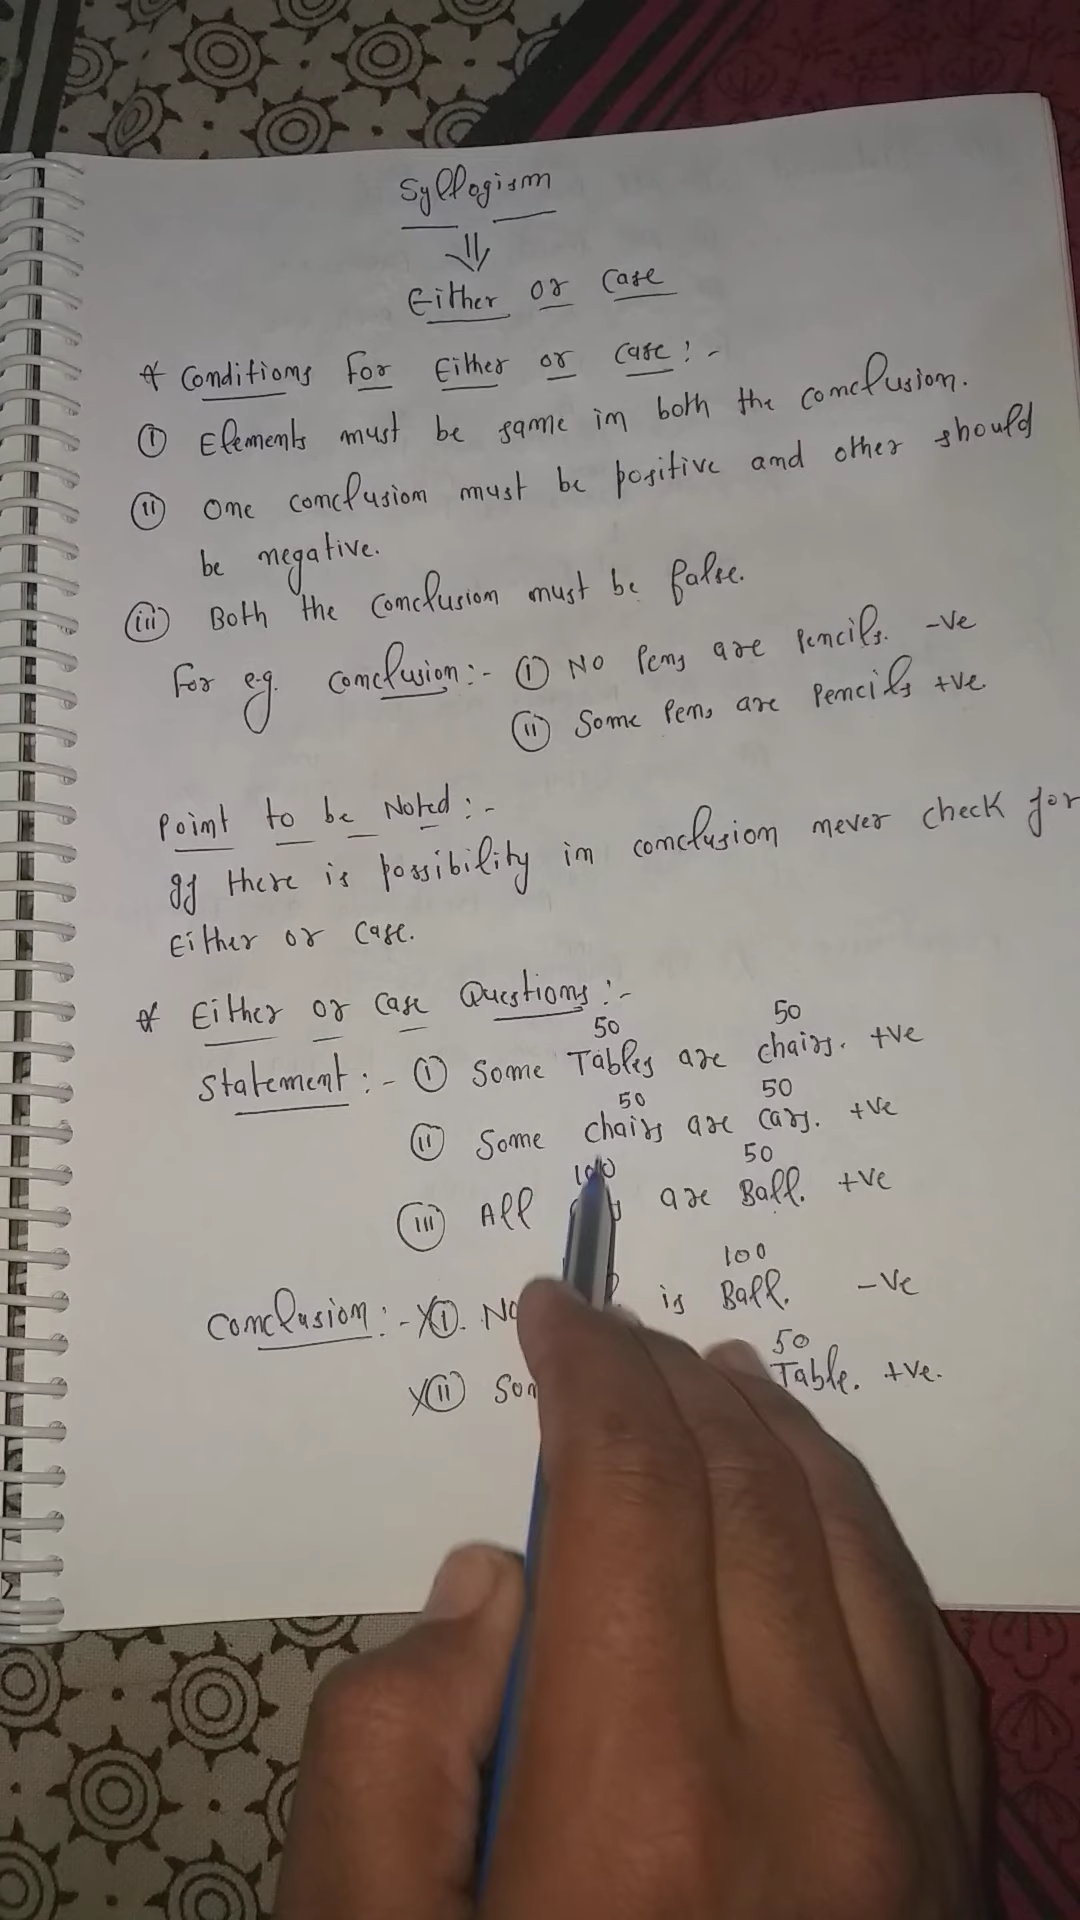 Syllogism
Either or Case
* Conditions For Either or Case : -
(i) Elements must be same in both the conclusion.
(ii) One conclusion must be positive and other should
be negative.
(iii) Both the conclusion must be false.
For e.g. Conclusion :- (i) No Pens are Pencils. -ve
(ii) Some Pens are Pencils +ve
Point to be Noted : -
If there is possibility in conclusion never check for
Either or Case.
* Either or Case Questions : -
50 50
Statement : - (i) Some Tables are chairs. +ve
50 50
(ii) Some chairs are Cars. +ve
100 50
(iii) All are Ball. +ve
100
Conclusion : - X(i). No is Ball. -ve
50
X(ii) Table. +ve.